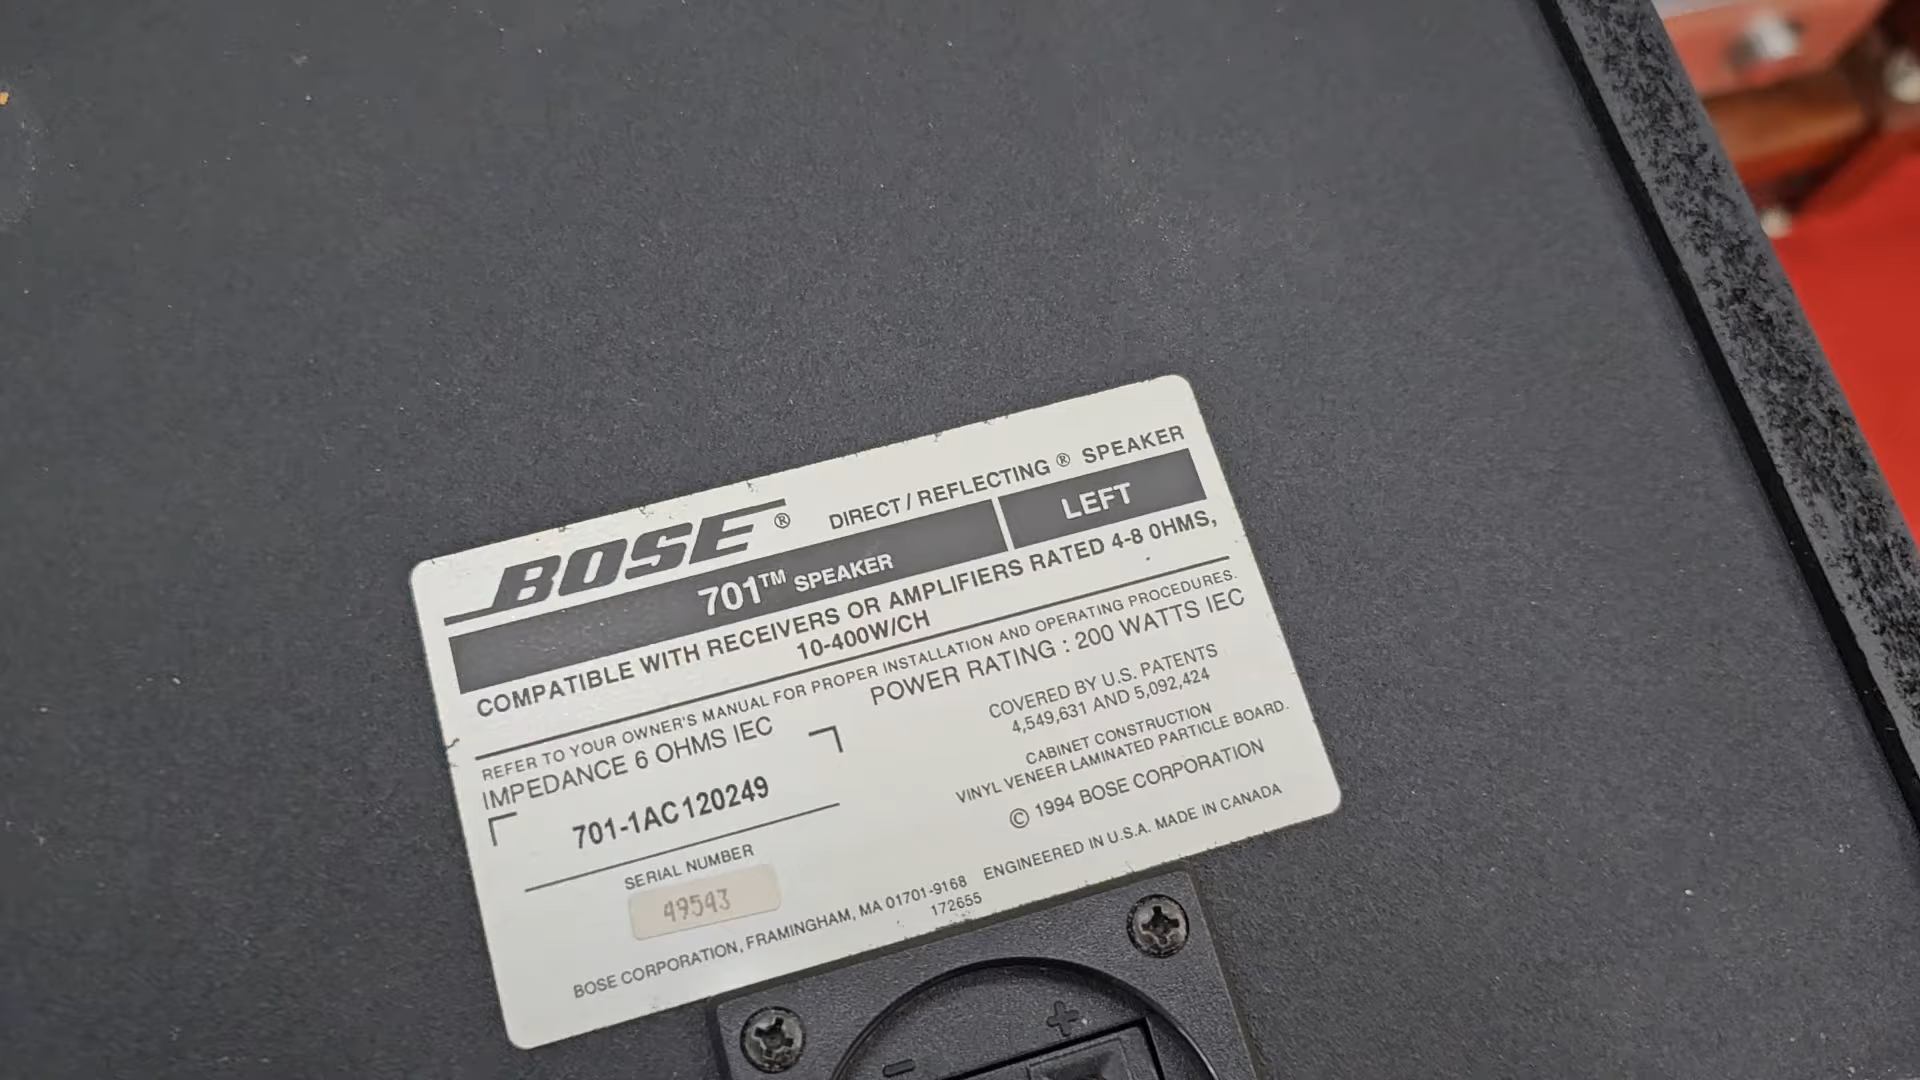 BOSE® DIRECT/REFLECTING® SPEAKER
701™ SPEAKER LEFT
COMPATIBLE WITH RECEIVERS OR AMPLIFIERS RATED 4-8 OHMS,
10-400W/CH
REFER TO YOUR OWNER'S MANUAL FOR PROPER INSTALLATION AND OPERATING PROCEDURES.
IMPEDANCE 6 OHMS IEC
POWER RATING : 200 WATTS IEC
701-1AC120249
SERIAL NUMBER
49543
COVERED BY U.S. PATENTS
4,549,631 AND 5,092,424
CABINET CONSTRUCTION
VINYL VENEER LAMINATED PARTICLE BOARD.
© 1994 BOSE CORPORATION
BOSE CORPORATION, FRAMINGHAM, MA 01701-9168 ENGINEERED IN U.S.A. MADE IN CANADA
172655
+
-